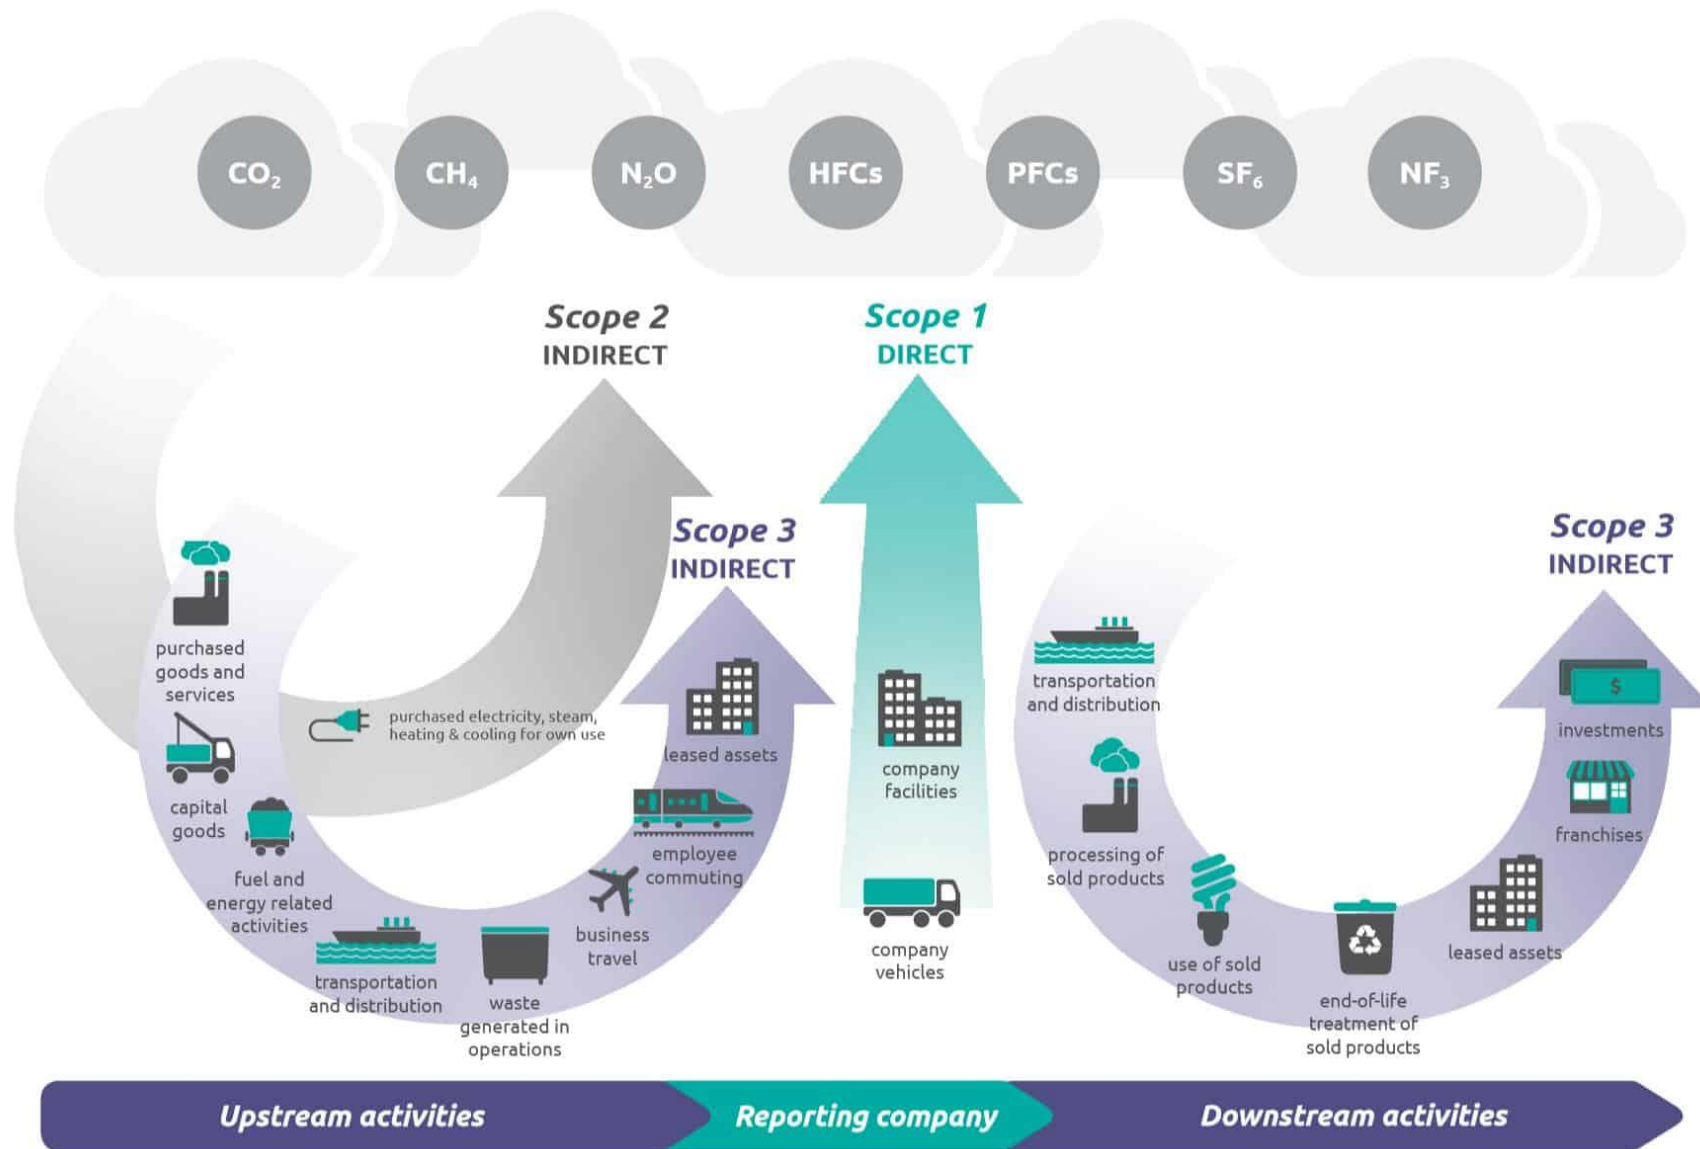 CO₂
CH₄
N₂O
HFCs
PFCs
SF₆
NF₃
Scope 2
INDIRECT
Scope 1
DIRECT
Scope 3
INDIRECT
Scope 3
INDIRECT
purchased
goods and
services
capital
goods
fuel and
energy related
activities
transportation
and distribution
waste
generated in
operations
business
travel
employee
commuting
leased assets
purchased electricity, steam,
heating & cooling for own use
company
facilities
company
vehicles
transportation
and distribution
processing of
sold products
use of sold
products
end-of-life
treatment of
sold products
leased assets
franchises
$
investments
Upstream activities
Reporting company
Downstream activities